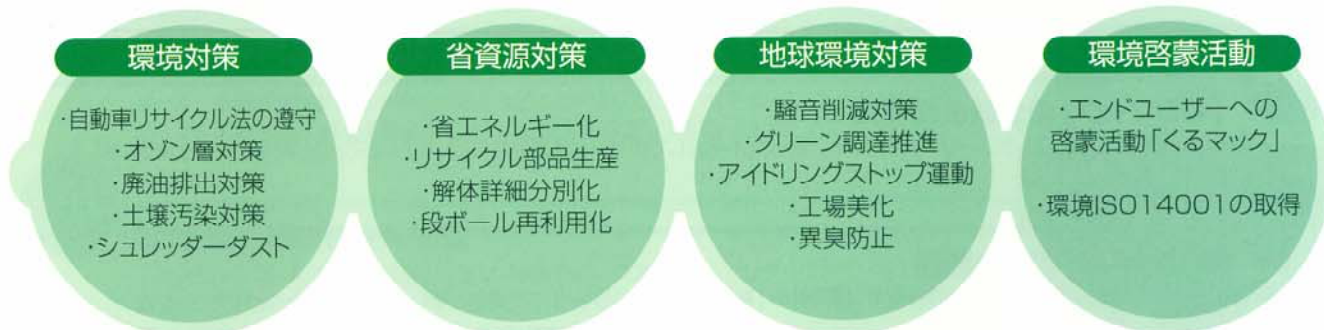 環境対策
・自動車リサイクル法の遵守
・オゾン層対策
・廃油排出対策
・土壌汚染対策
・シュレッダーダスト
省資源対策
・省エネルギー化
・リサイクル部品生産
・解体詳細分別化
・段ボール再利用化
地球環境対策
・騒音削減対策
・グリーン調達推進
・アイドリングストップ運動
・工場美化
・異臭防止
環境啓蒙活動
・エンドユーザーへの
啓蒙活動「くるマック」
・環境ISO14001の取得